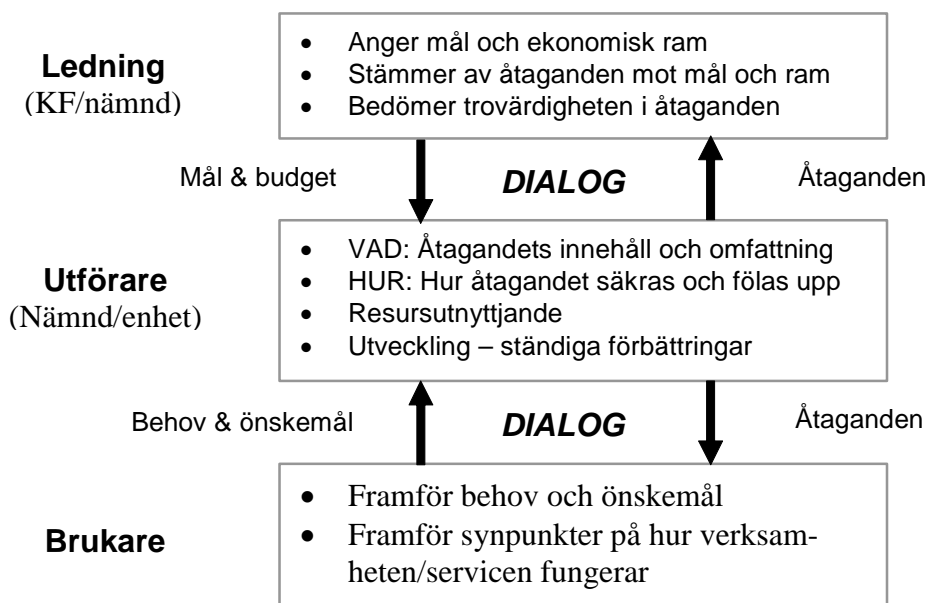 Ledning
(KF/nämnd)
• Anger mål och ekonomisk ram
• Stämmer av åtaganden mot mål och ram
• Bedömer trovärdigheten i åtaganden
Mål & budget
DIALOG
Åtaganden
Utförare
(Nämnd/enhet)
• VAD: Åtagandets innehåll och omfattning
• HUR: Hur åtagandet säkras och fölas upp
• Resursutnyttjande
• Utveckling – ständiga förbättringar
Behov & önskemål
DIALOG
Åtaganden
Brukare
• Framför behov och önskemål
• Framför synpunkter på hur verksam-
heten/servicen fungerar